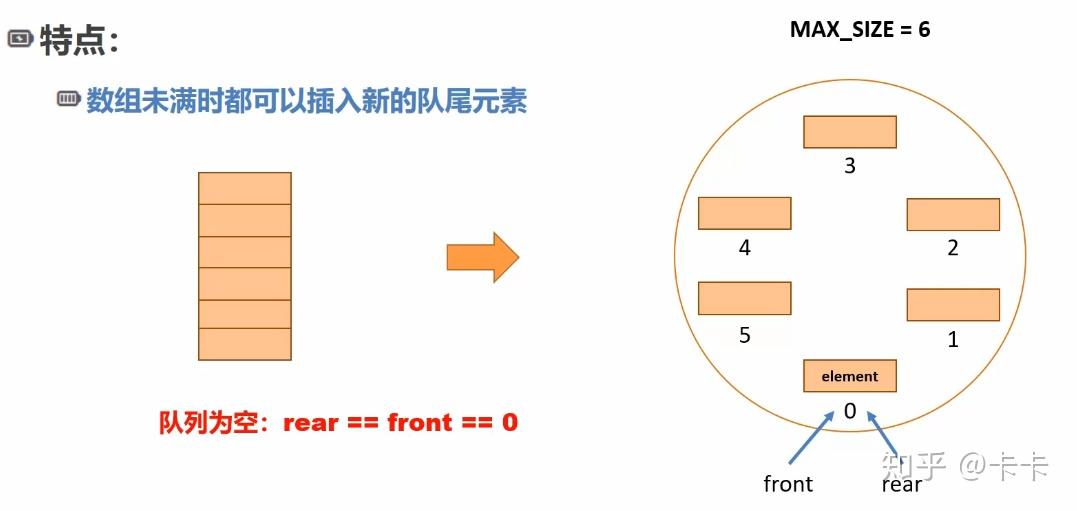 特点：
MAX_SIZE = 6
数组未满时都可以插入新的队尾元素
3
4
2
5
1
element
0
队列为空：rear == front == 0
front
rear
知乎 @卡卡